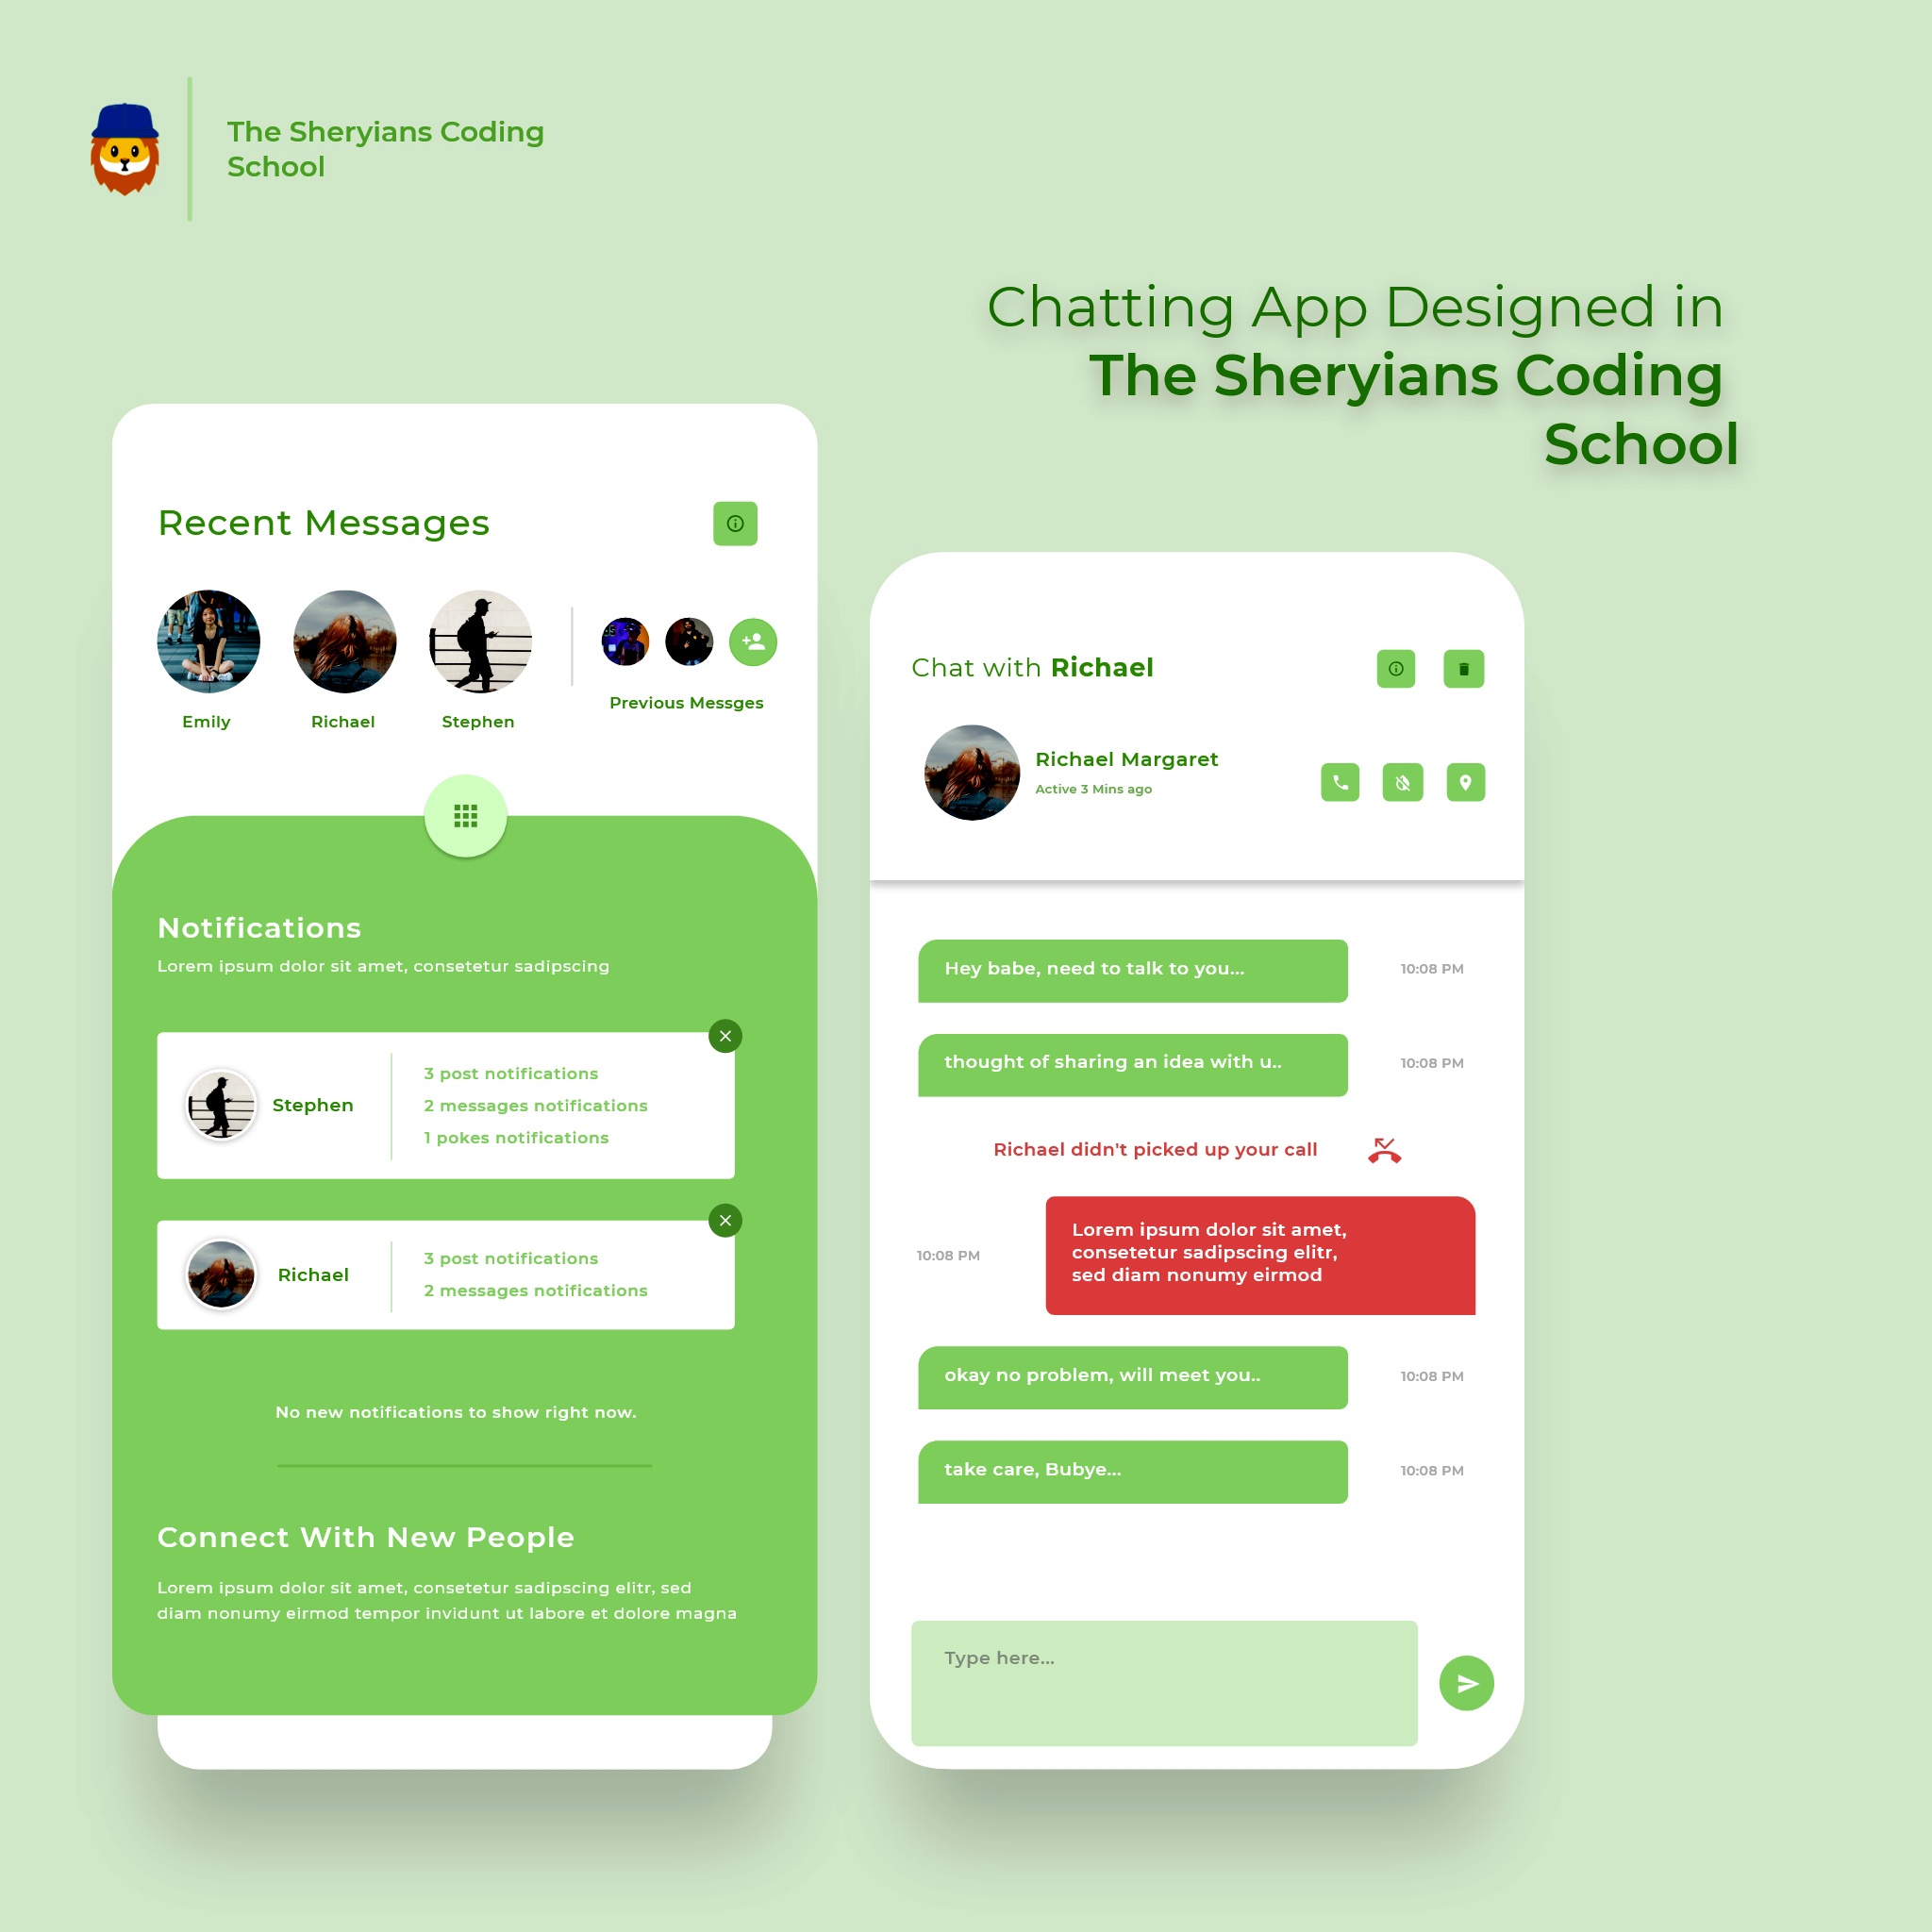 The Sheryians Coding
School
Chatting App Designed in
The Sheryians Coding
School
Recent Messages
Emily
Richael
Stephen
Previous Messges
Notifications
Lorem ipsum dolor sit amet, consetetur sadipscing
Stephen
3 post notifications
2 messages notifications
1 pokes notifications
Richael
3 post notifications
2 messages notifications
No new notifications to show right now.
Connect With New People
Lorem ipsum dolor sit amet, consetetur sadipscing elitr, sed
diam nonumy eirmod tempor invidunt ut labore et dolore magna
Chat with Richael
Richael Margaret
Active 3 Mins ago
Hey babe, need to talk to you...
10:08 PM
thought of sharing an idea with u..
10:08 PM
Richael didn't picked up your call
10:08 PM
Lorem ipsum dolor sit amet,
consetetur sadipscing elitr,
sed diam nonumy eirmod
okay no problem, will meet you..
10:08 PM
take care, Bubye...
10:08 PM
Type here...